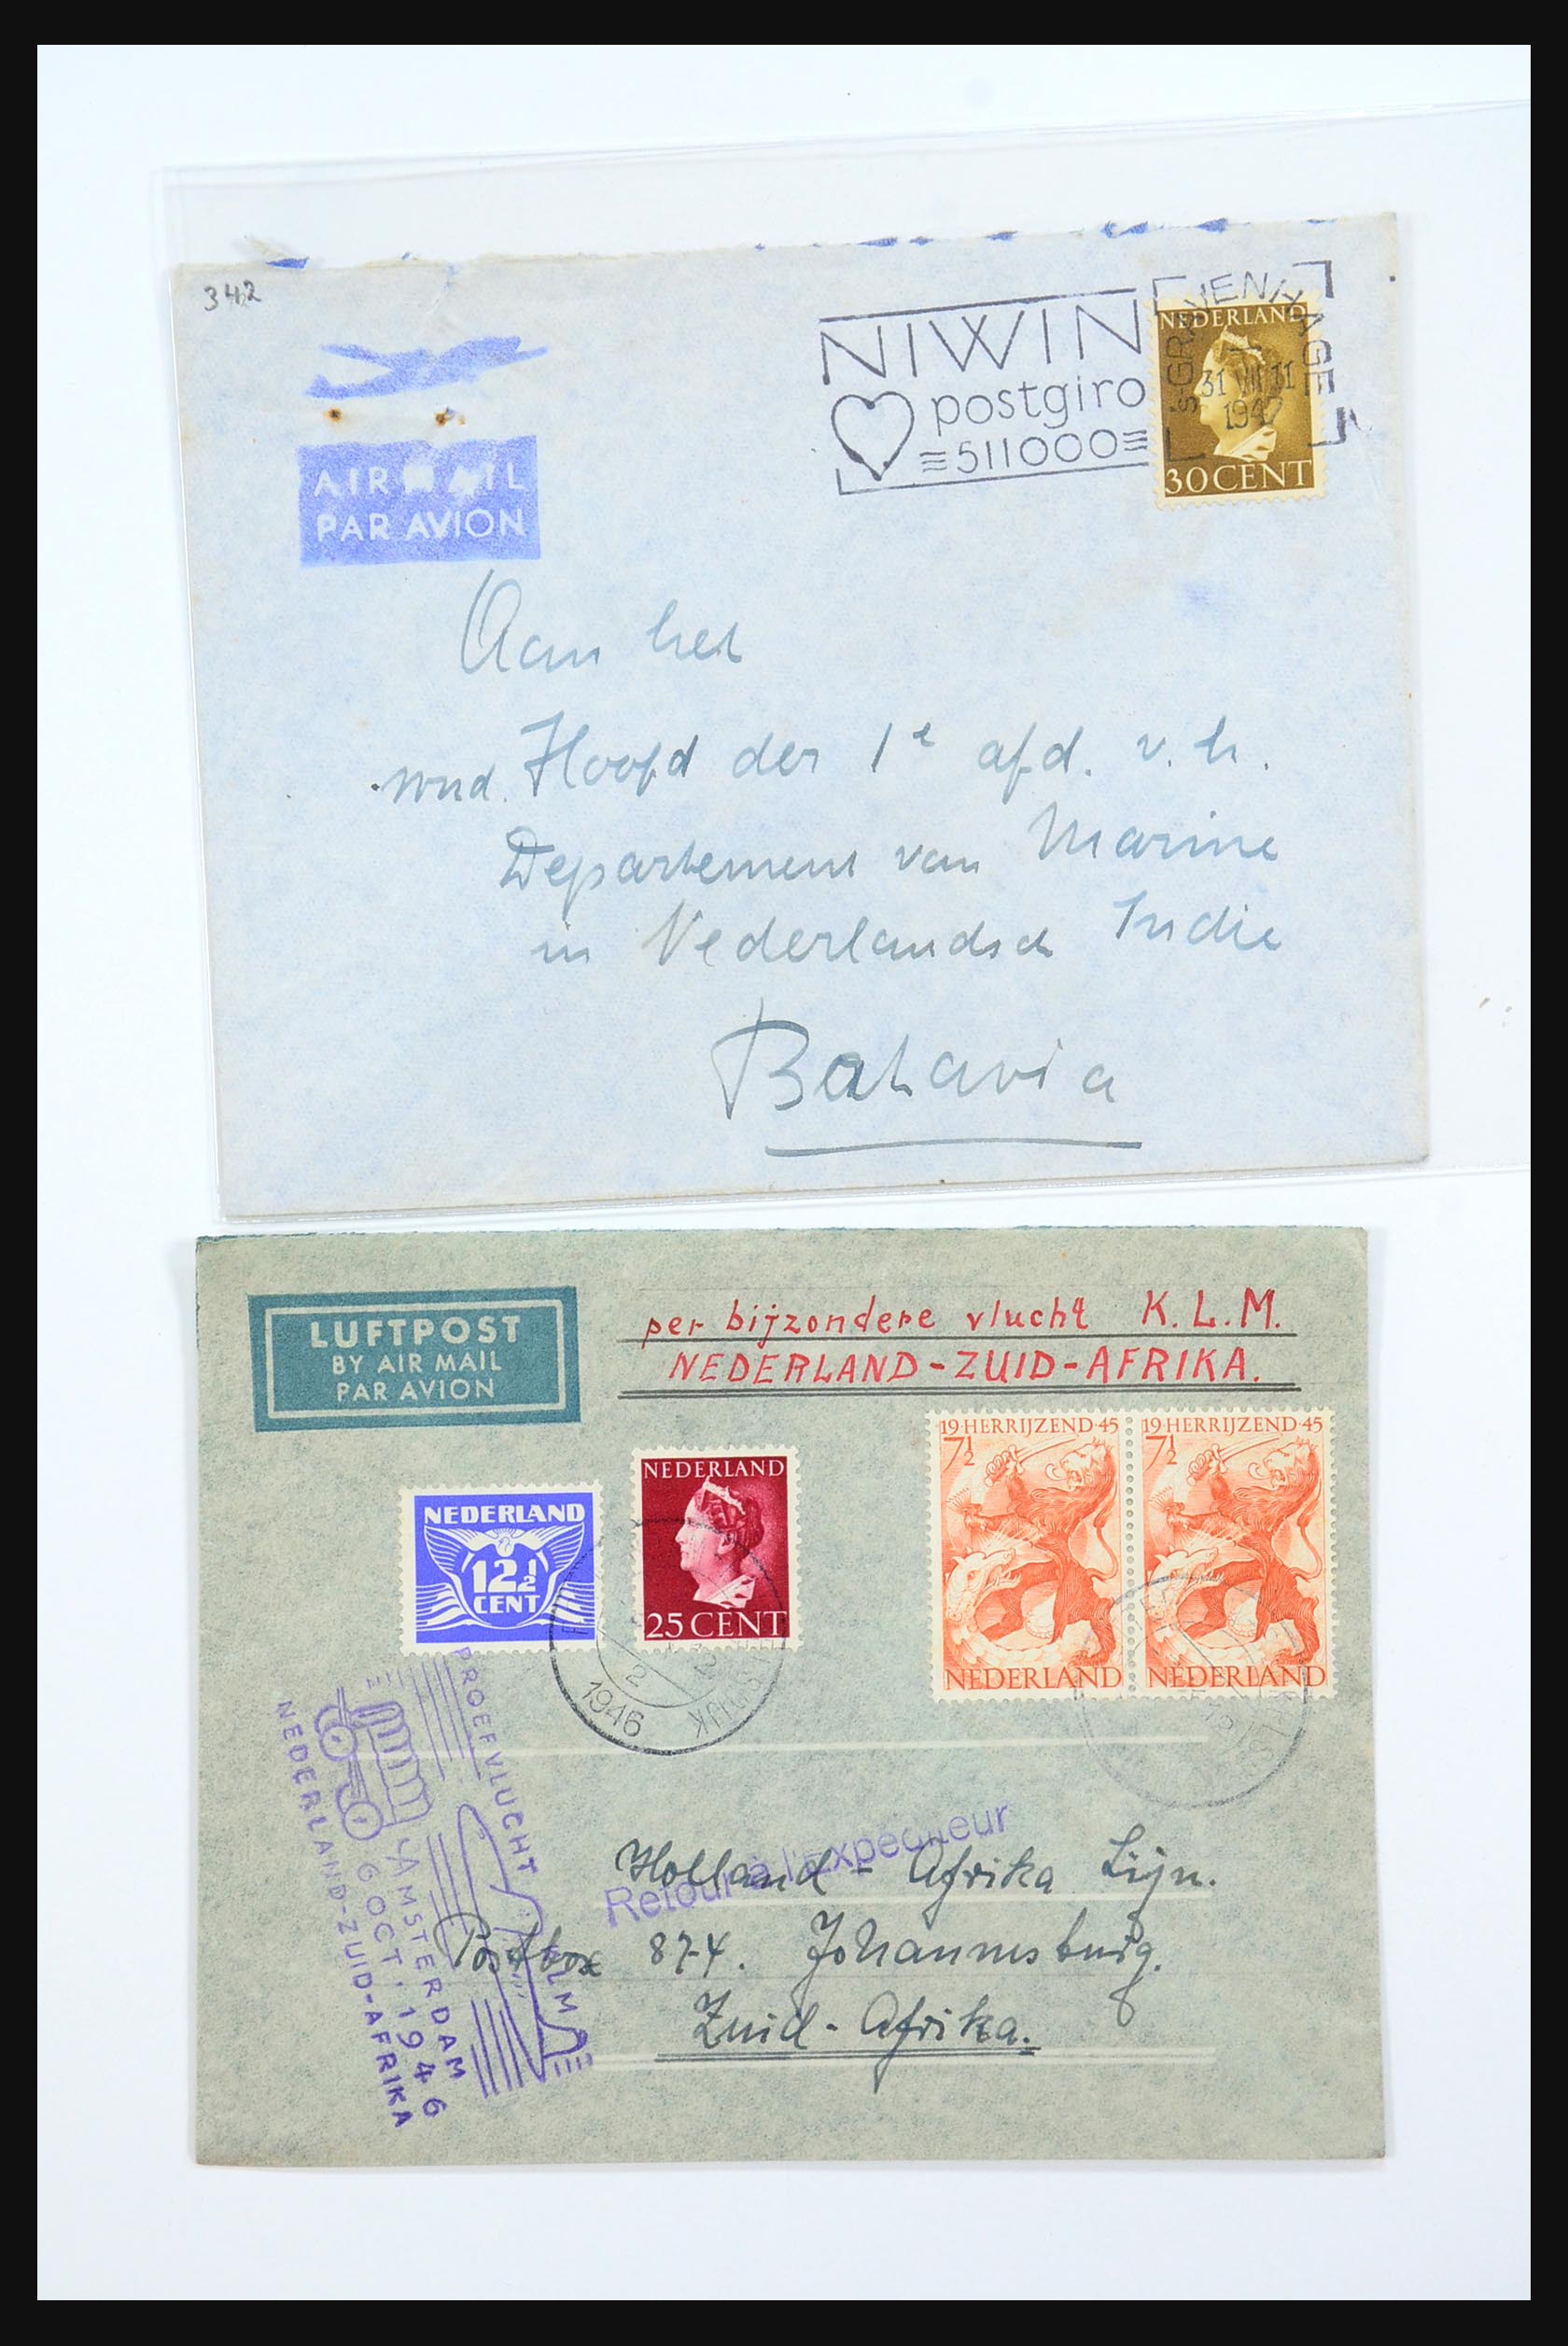 342
AIR MAIL
PAR AVION
NIWIN
postgiro
511000
'S-GRAVENHAGE
31 VII 11
1947
NEDERLAND
30 CENT
Aan het
wnd. Hoofd der 1e afd. v.h.
Departement van Marine
in Nederlandsch Indie
Batavia
LUFTPOST
BY AIR MAIL
PAR AVION
per bijzondere vlucht K.L.M.
NEDERLAND-ZUID-AFRIKA.
NEDERLAND
12½
CENT
NEDERLAND
25 CENT
19·HERRIJZEND·45
7½
NEDERLAND
19·HERRIJZEND·45
7½
NEDERLAND
1946
PROEFVLUCHT KLM
AMSTERDAM
6 OCT. 1946
NEDERLAND-ZUID-AFRIKA
Retour à l'Expediteur
Holland - Afrika Lijn.
Postbox 874. Johannesburg.
Zuid-Afrika.